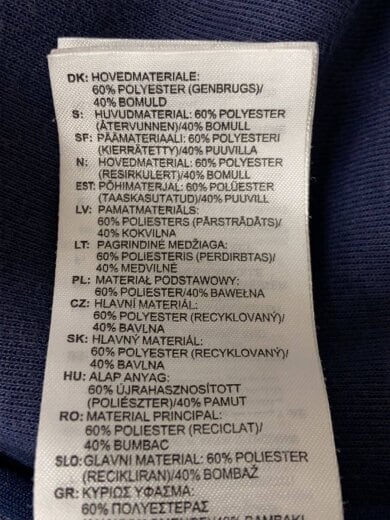 DK: HOVEDMATERIALE:
60% POLYESTER (GENBRUGS)/
40% BOMULD
S: HUVUDMATERIAL: 60% POLYESTER
(ÅTERVUNNEN)/40% BOMULL
SF: PÄÄMATERIAALI: 60% POLYESTERI
(KIERRÄTETTY)/40% PUUVILLA
N: HOVEDMATERIAL: 60% POLYESTER
(RESIRKULERT)/40% BOMULL
EST: PÕHIMATERJAL: 60% POLÜESTER
(TAASKASUTATUD)/40% PUUVILL
LV: PAMATMATERIĀLS:
60% POLIESTERS (PĀRSTRĀDĀTS)/
40% KOKVILNA
LT: PAGRINDINĖ MEDŽIAGA:
60% POLIESTERIS (PERDIRBTAS)/
40% MEDVILNĖ
PL: MATERIAŁ PODSTAWOWY:
60% POLIESTER/40% BAWEŁNA
CZ: HLAVNÍ MATERIÁL:
60% POLYESTER (RECYKLOVANÝ)/
40% BAVLNA
SK: HLAVNÝ MATERIÁL:
60% POLYESTER (RECYKLOVANÝ)/
40% BAVLNA
HU: ALAP ANYAG:
60% ÚJRAHASZNOSÍTOTT
(POLIÉSZTER)/40% PAMUT
RO: MATERIAL PRINCIPAL:
60% POLIESTER (RECICLAT)/
40% BUMBAC
SLO: GLAVNI MATERIAL: 60% POLIESTER
(RECIKLIRAN)/40% BOMBAŽ
GR: ΚΥΡΙΩΣ ΥΦΑΣΜΑ:
60% ΠΟΛΥΕΣΤΕΡΑΣ